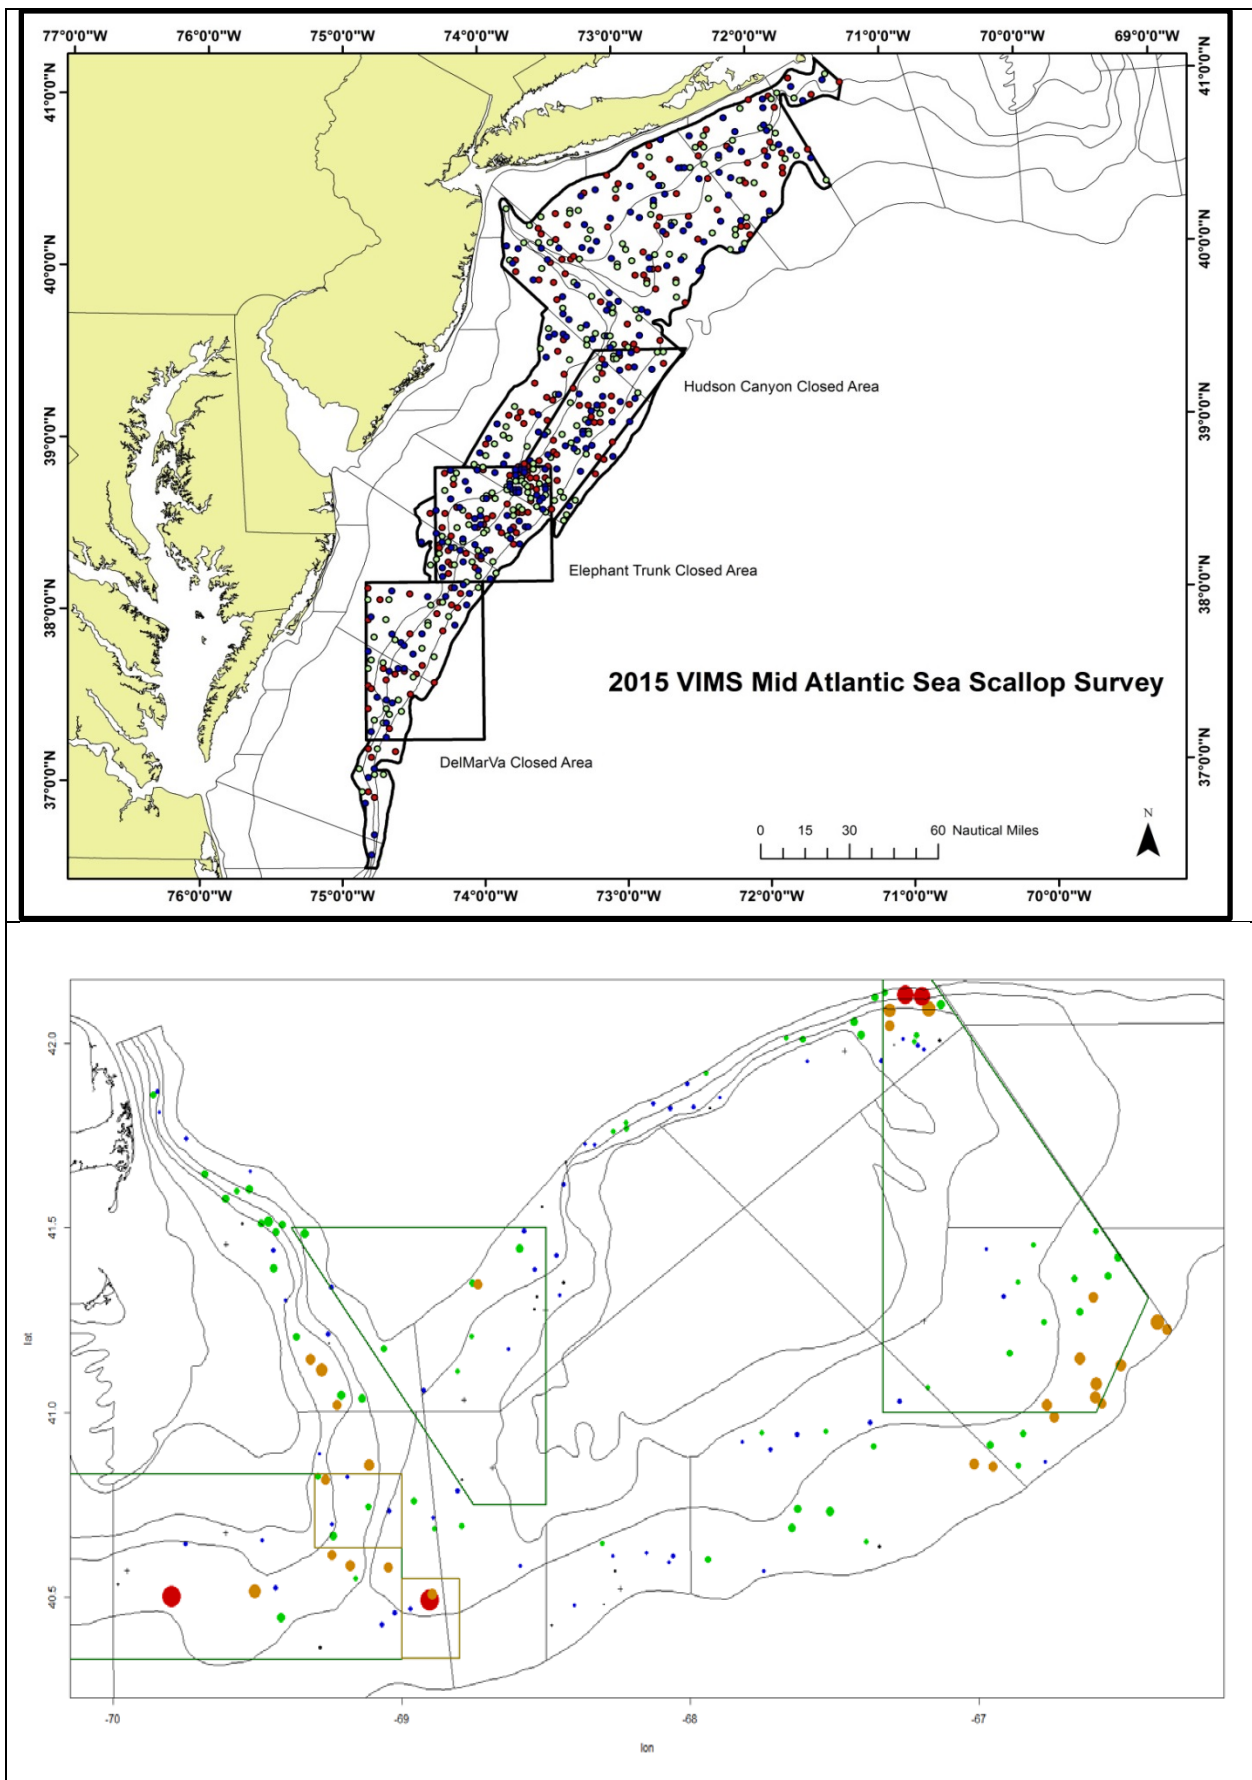 77°0'0"W 76°0'0"W 75°0'0"W 74°0'0"W 73°0'0"W 72°0'0"W 71°0'0"W 70°0'0"W 69°0'0"W
41°0'0"N 41°0'0"N
40°0'0"N 40°0'0"N
39°0'0"N 39°0'0"N
38°0'0"N 38°0'0"N
37°0'0"N 37°0'0"N
Hudson Canyon Closed Area
Elephant Trunk Closed Area
2015 VIMS Mid Atlantic Sea Scallop Survey
DelMarVa Closed Area
N
0 15 30 60 Nautical Miles
76°0'0"W 75°0'0"W 74°0'0"W 73°0'0"W 72°0'0"W 71°0'0"W 70°0'0"W
42.0
41.5
lat
41.0
40.5
-70 -69 -68 -67
lon